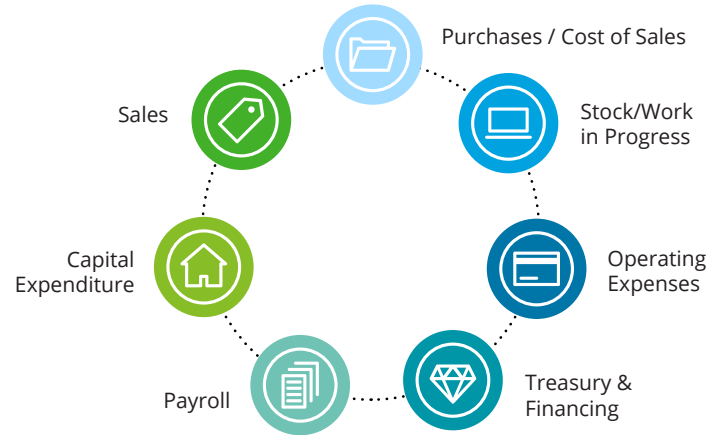 Purchases / Cost of Sales
Stock/Work
in Progress
Operating
Expenses
Treasury &
Financing
Payroll
Capital
Expenditure
Sales